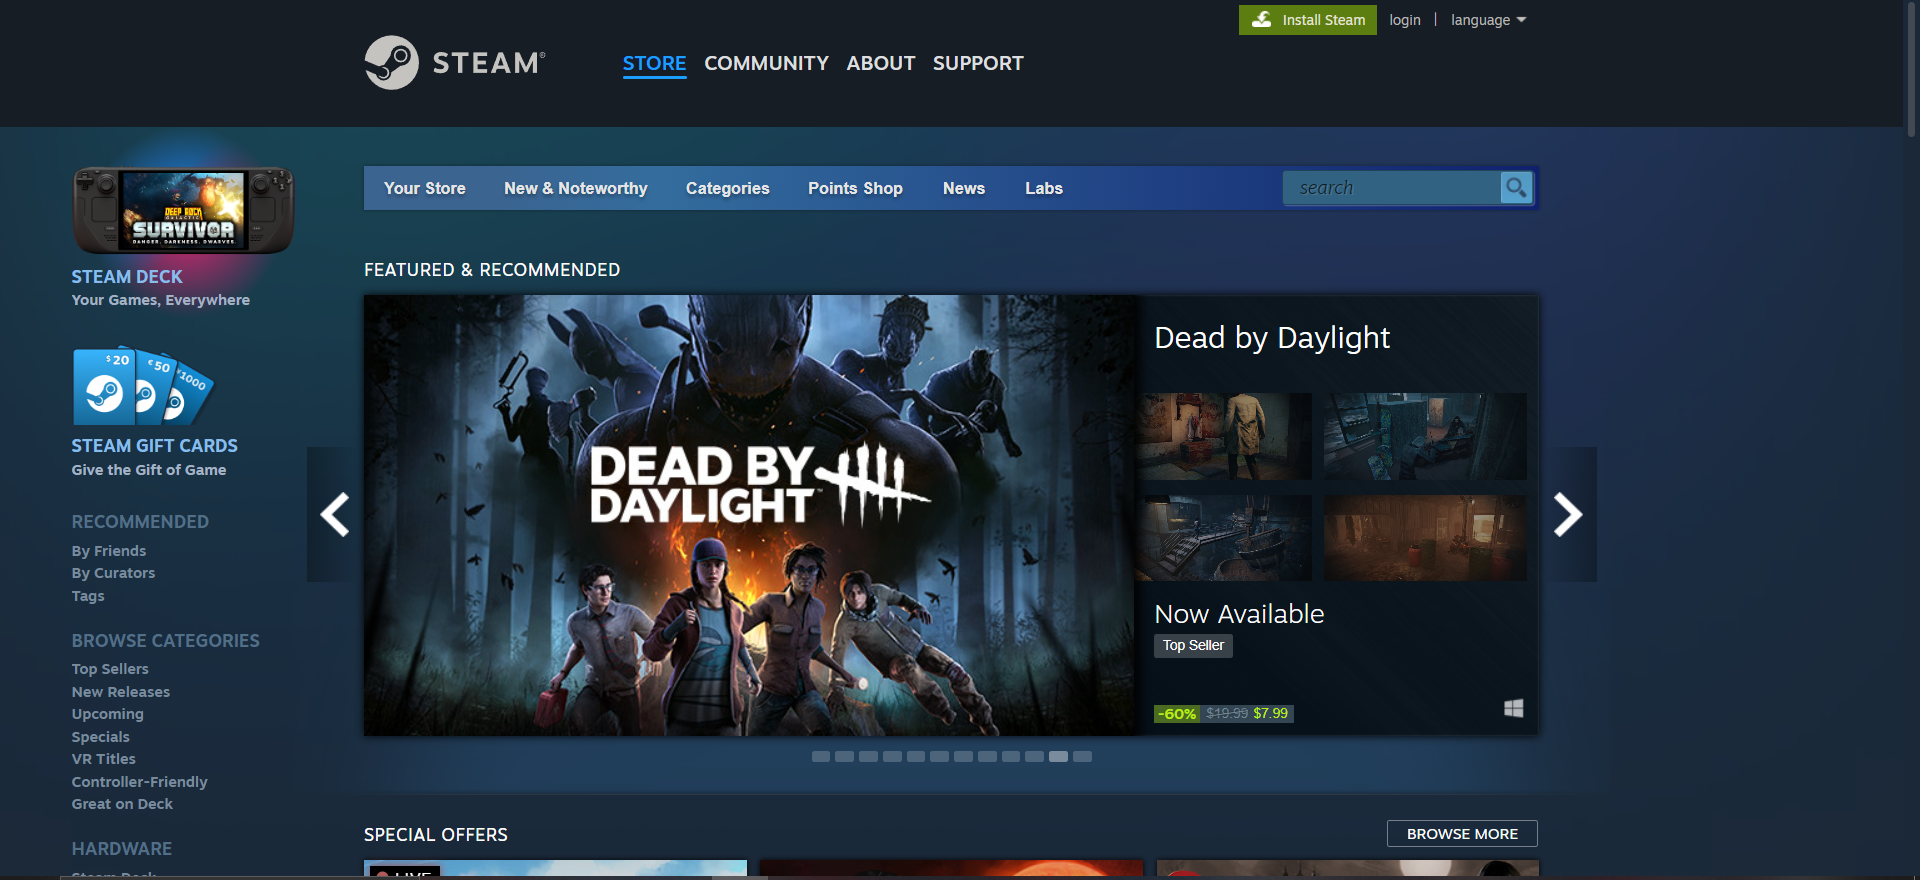 Install Steam login | language
STEAM®
STORE COMMUNITY ABOUT SUPPORT
Your Store New & Noteworthy Categories Points Shop News Labs search
DEEP ROCK
GALACTIC
SURVIVOR
DANGER. DARKNESS. DWARVES.
STEAM DECK
Your Games, Everywhere
$20 €50 ¥1000
STEAM GIFT CARDS
Give the Gift of Game
RECOMMENDED
By Friends
By Curators
Tags
BROWSE CATEGORIES
Top Sellers
New Releases
Upcoming
Specials
VR Titles
Controller-Friendly
Great on Deck
HARDWARE
Steam Deck
FEATURED & RECOMMENDED
DEAD BY
DAYLIGHT™
Dead by Daylight
Now Available
Top Seller
-60% $19.99 $7.99
SPECIAL OFFERS
BROWSE MORE
LIVE